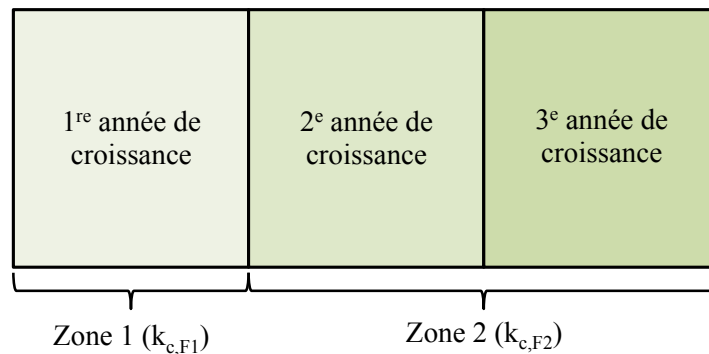 1re année de
croissance
2e année de
croissance
3e année de
croissance
Zone 1 (kc,F1)
Zone 2 (kc,F2)